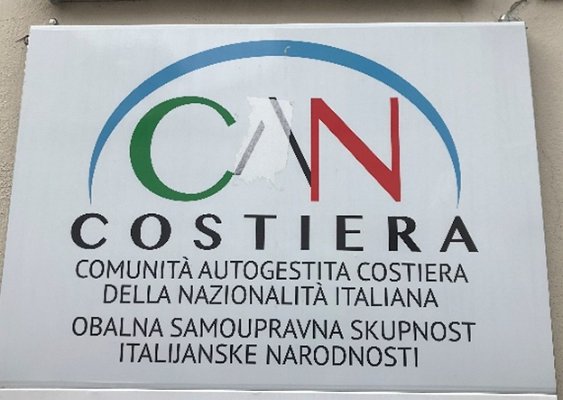 CAN
COSTIERA
COMUNITÀ AUTOGESTITA COSTIERA
DELLA NAZIONALITÀ ITALIANA
OBALNA SAMOUPRAVNA SKUPNOST
ITALIJANSKE NARODNOSTI